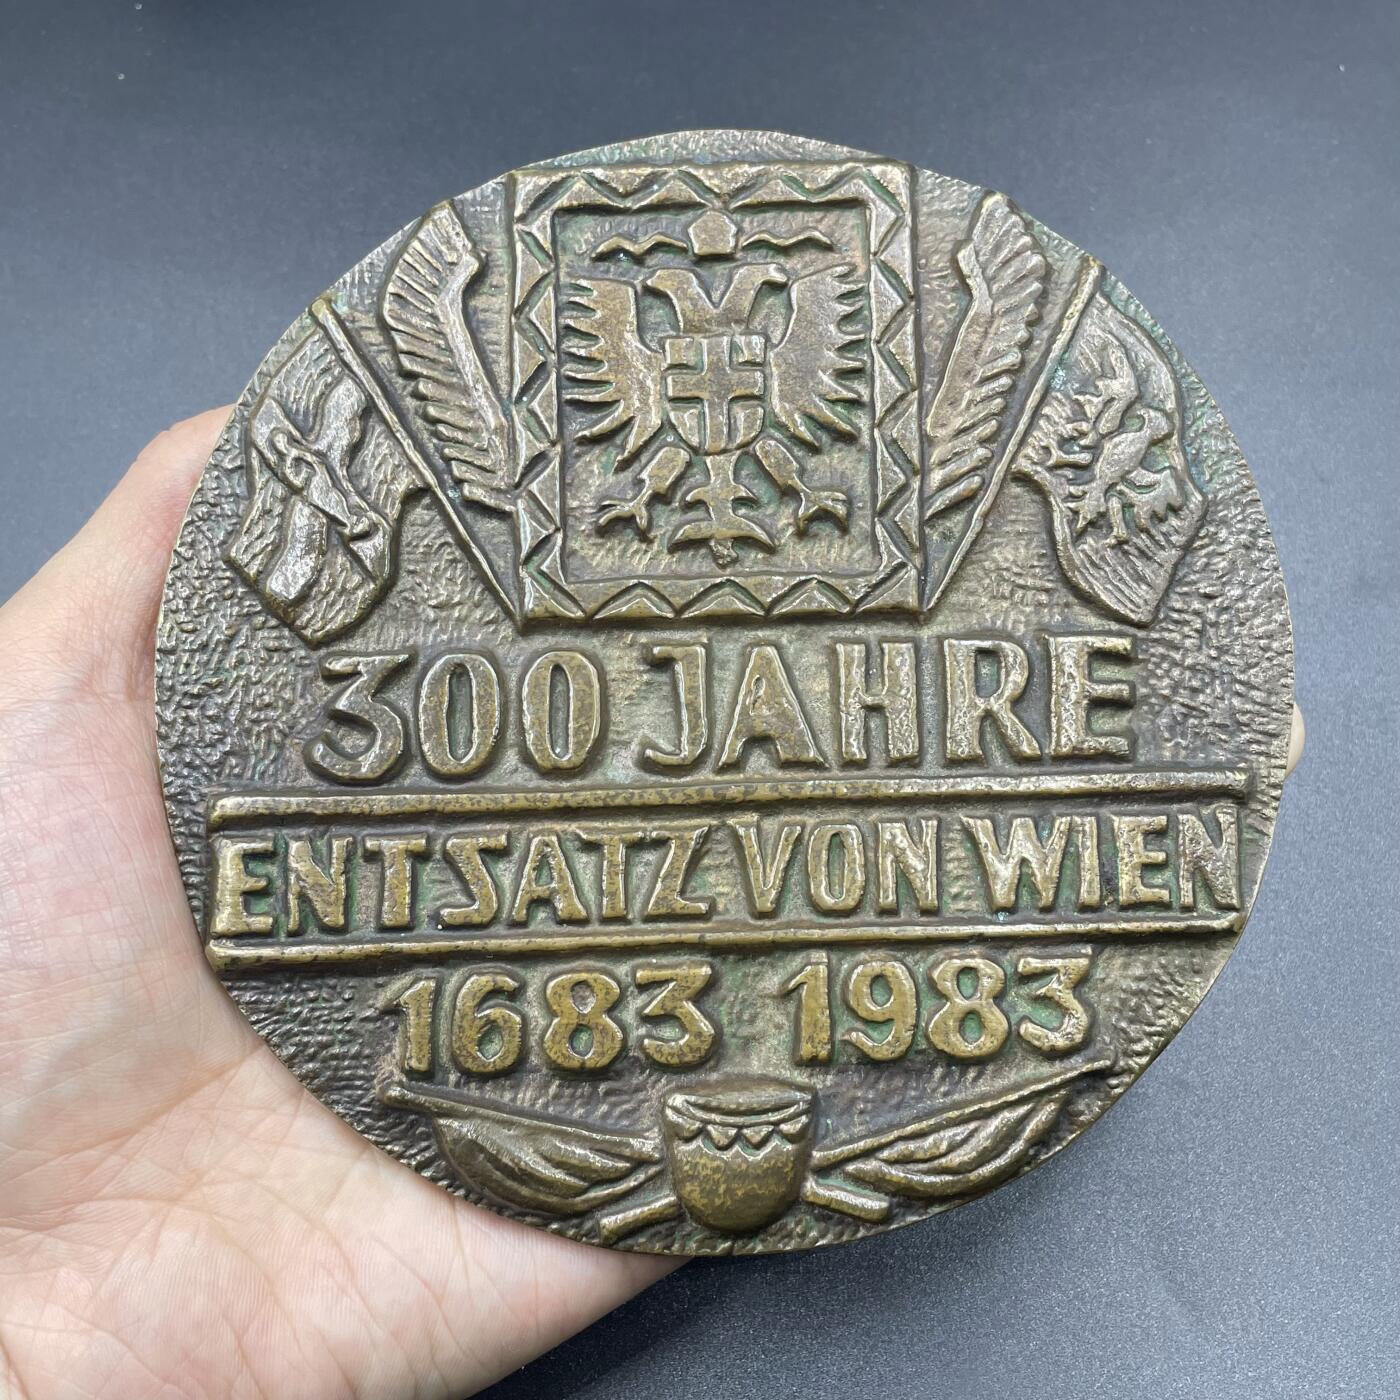 300 JAHRE
ENTSATZ VON WIEN
1683 1983